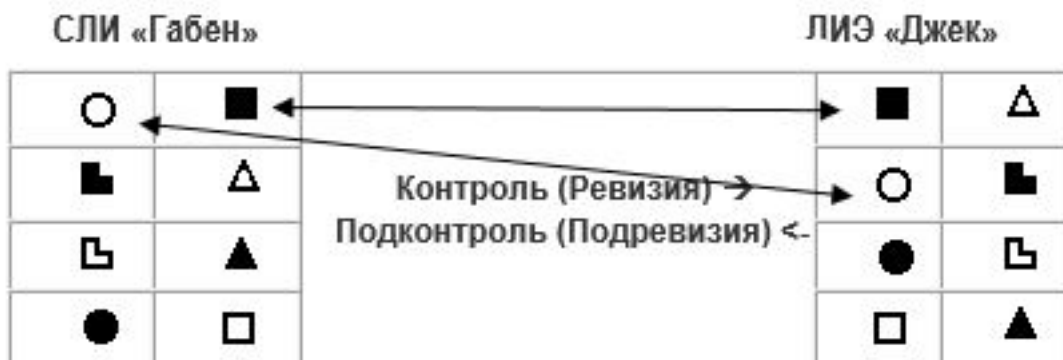 СЛИ «Габен»
ЛИЭ «Джек»
Контроль (Ревизия) →
Подконтроль (Подревизия) <-